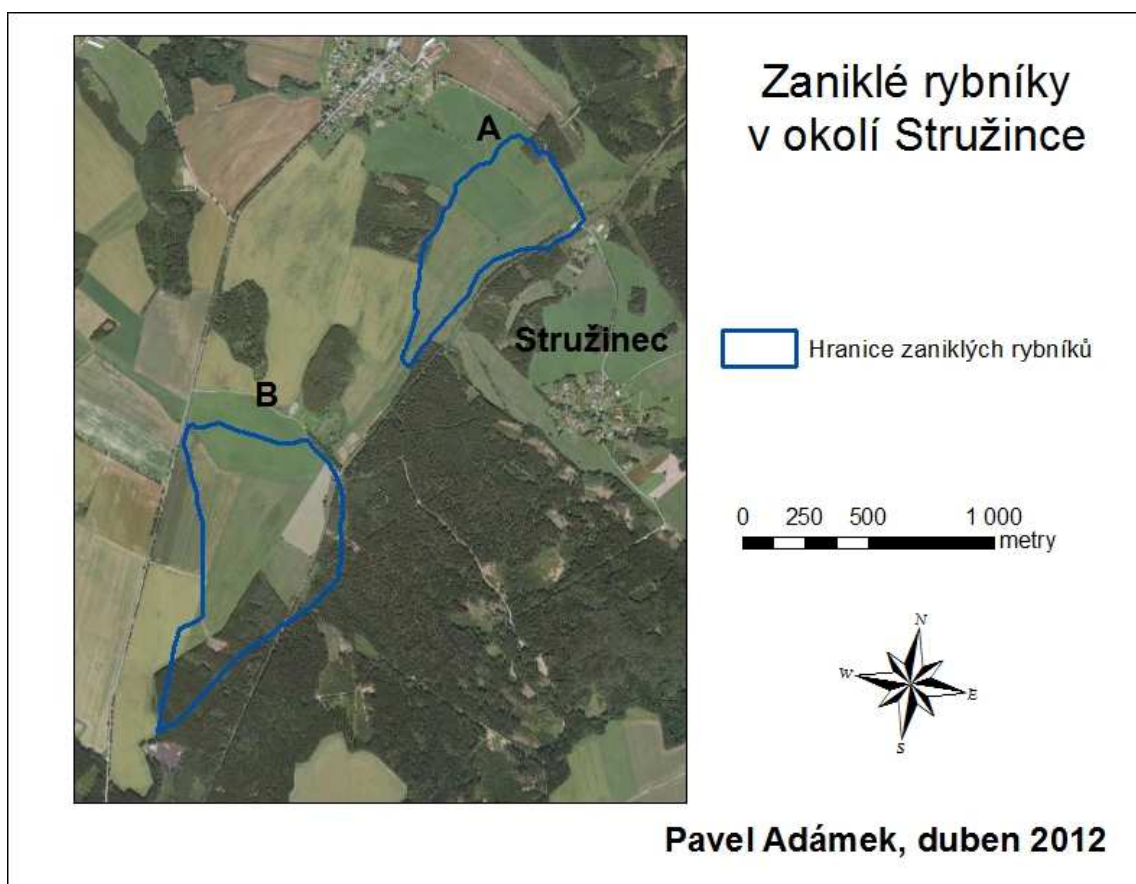 Zaniklé rybníky
v okolí Stružince
A
Stružinec
B
Hranice zaniklých rybníků
0 250 500 1 000
metry
N
W
E
S
Pavel Adámek, duben 2012